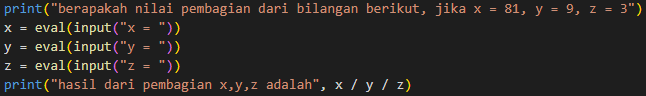 print("berapakah nilai pembagian dari bilangan berikut, jika x = 81, y = 9, z = 3")
x = eval(input("x = "))
y = eval(input("y = "))
z = eval(input("z = "))
print("hasil dari pembagian x,y,z adalah", x / y / z)